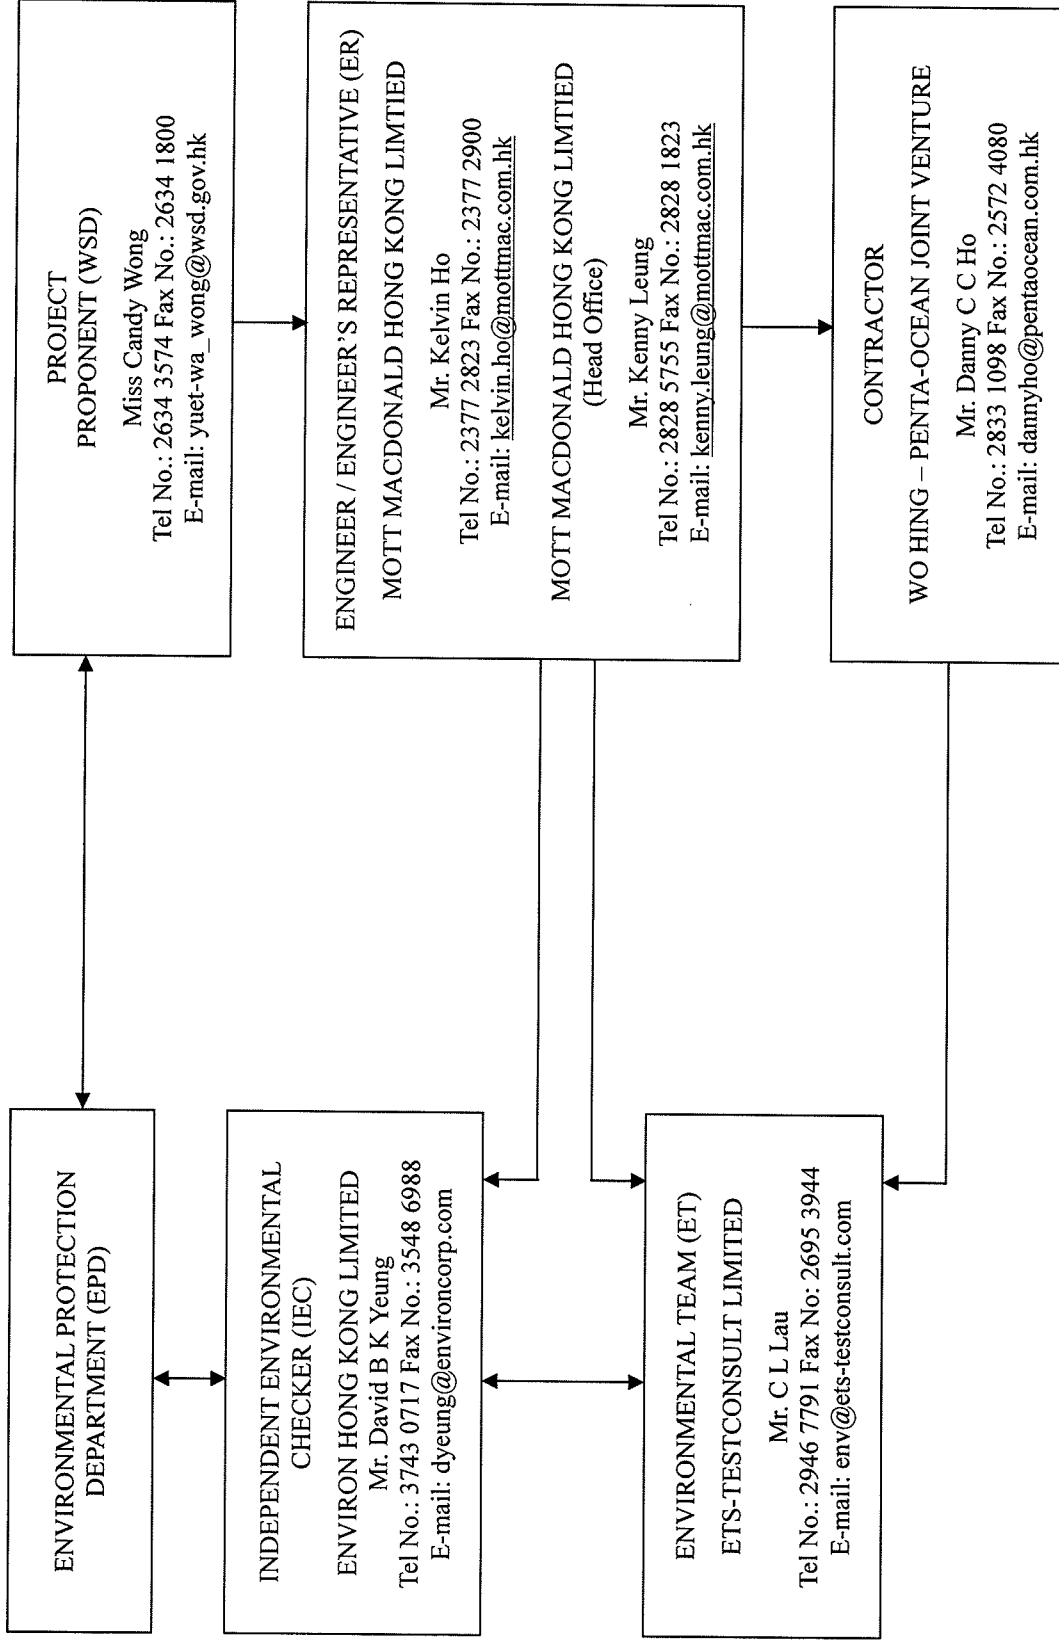 ENVIRONMENTAL PROTECTION
DEPARTMENT (EPD)
PROJECT
PROPONENT (WSD)
Miss Candy Wong
Tel No.: 2634 3574 Fax No.: 2634 1800
E-mail: yuet-wa_wong@wsd.gov.hk
INDEPENDENT ENVIRONMENTAL
CHECKER (IEC)
ENVIRON HONG KONG LIMITED
Mr. David B K Yeung
Tel No.: 3743 0717 Fax No.: 3548 6988
E-mail: dyeung@environcorp.com
ENGINEER / ENGINEER'S REPRESENTATIVE (ER)
MOTT MACDONALD HONG KONG LIMTIED
Mr. Kelvin Ho
Tel No.: 2377 2823 Fax No.: 2377 2900
E-mail: kelvin.ho@mottmac.com.hk
MOTT MACDONALD HONG KONG LIMTIED
(Head Office)
Mr. Kenny Leung
Tel No.: 2828 5755 Fax No.: 2828 1823
E-mail: kenny.leung@mottmac.com.hk
ENVIRONMENTAL TEAM (ET)
ETS-TESTCONSULT LIMITED
Mr. C L Lau
Tel No.: 2946 7791 Fax No: 2695 3944
E-mail: env@ets-testconsult.com
CONTRACTOR
WO HING – PENTA-OCEAN JOINT VENTURE
Mr. Danny C C Ho
Tel No.: 2833 1098 Fax No.: 2572 4080
E-mail: dannyho@pentaocean.com.hk